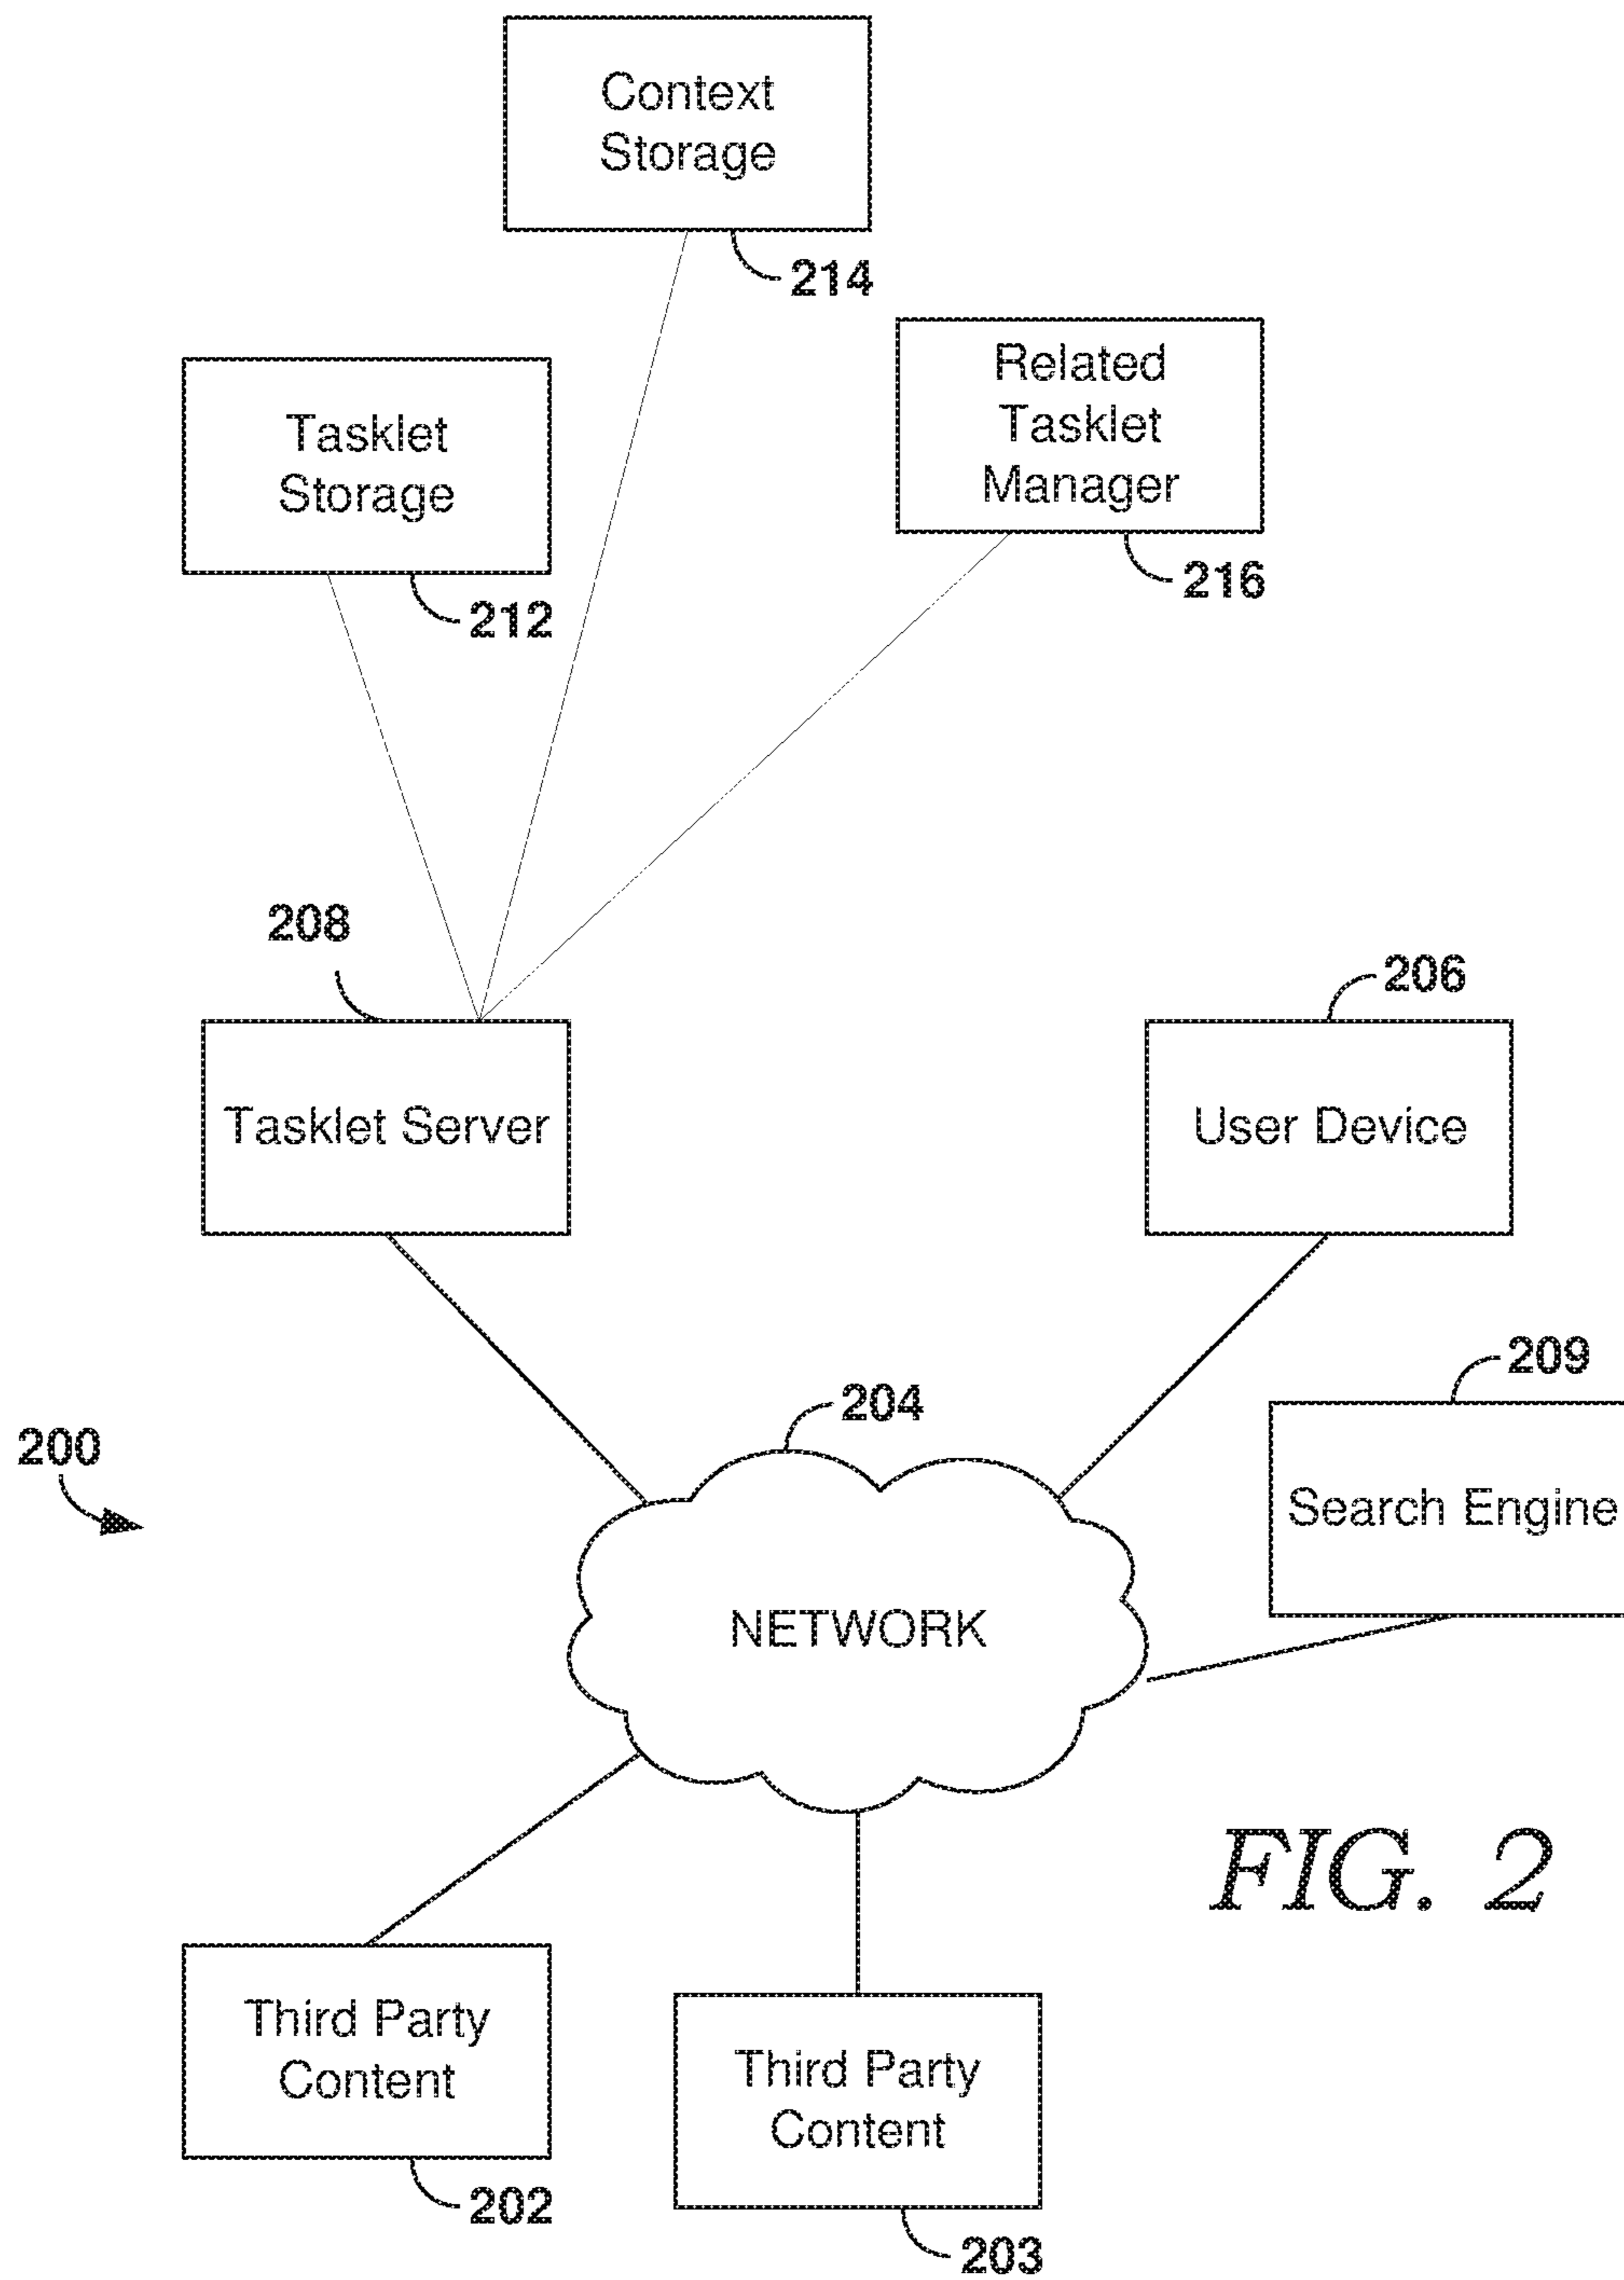 Context
Storage
214
Related
Tasklet
Manager
216
Tasklet
Storage
212
208
Tasklet Server
206
User Device
209
Search Engine
204
NETWORK
200
FIG. 2
Third Party
Content
202
Third Party
Content
203